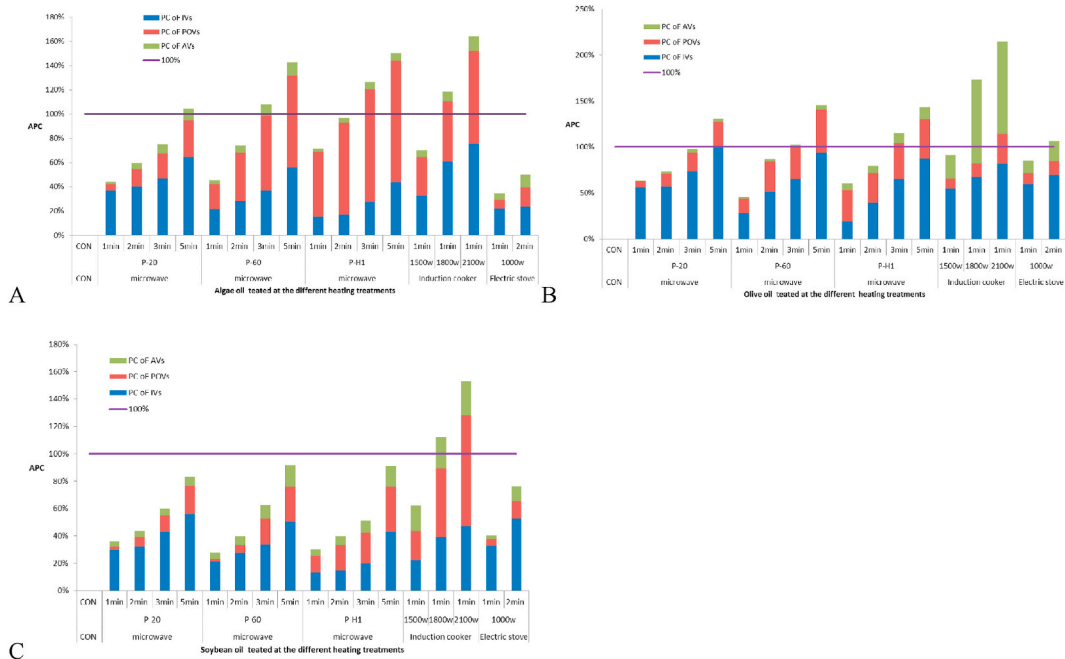 A
180%
160%
140%
120%
100%
80%
60%
40%
20%
0%
APC
PC oF IVs
PC oF POVs
PC oF AVs
100%
CON 1min 2min 3min 5min 1min 2min 3min 5min 1min 2min 3min 5min 1min 1min 1min 1min 2min
P-20 P-60 P-H1 1500w 1800w 2100w 1000w
CON microwave microwave microwave Induction cooker Electric stove
Algae oil teated at the different heating treatments
B
250%
200%
150%
100%
50%
0%
APC
PC oF AVs
PC oF POVs
PC oF IVs
100%
CON 1min 2min 3min 5min 1min 2min 3min 5min 1min 2min 3min 5min 1min 1min 1min 1min 2min
P-20 P-60 P-H1 1500w 1800w 2100w 1000w
CON microwave microwave microwave Induction cooker Electric stove
Olive oil teated at the different heating treatments
C
180%
160%
140%
120%
100%
80%
60%
40%
20%
0%
APC
PC oF AVs
PC oF POVs
PC oF IVs
100%
CON 1min 2min 3min 5min 1min 2min 3min 5min 1min 2min 3min 5min 1min 1min 1min 1min 2min
P 20 P 60 P H1 1500w 1800w 2100w 1000w
CON microwave microwave microwave Induction cooker Electric stove
Soybean oil teated at the different heating treatments